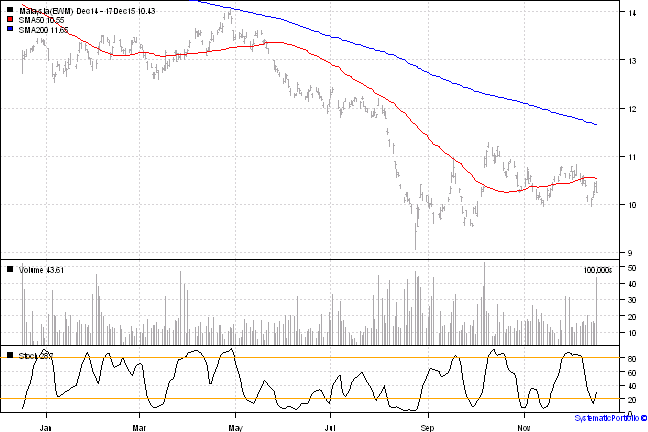 Malaysia(EWM) Dec14 - 17Dec15 10.43
SMA50 10.55
SMA200 11.65
14
13
12
11
10
9
Volume 43.61
100,000s
50
40
30
20
10
80
60
40
20
0
Jan
Mar
May
Jul
Sep
Nov
SystematicPortfolio ©